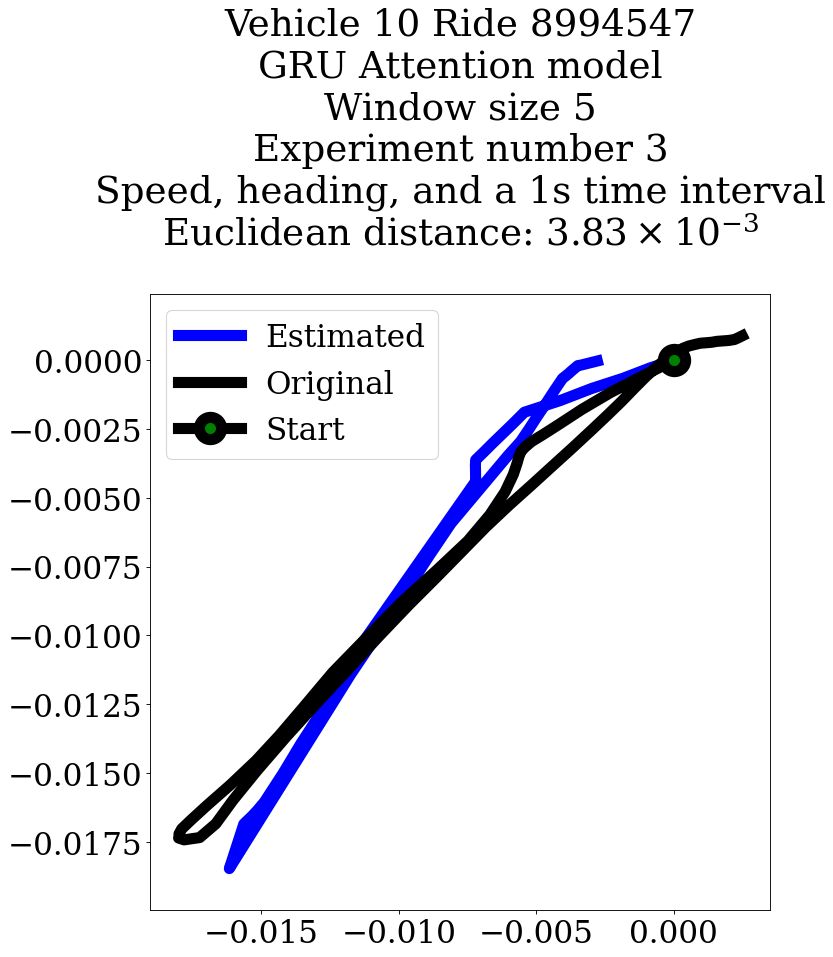 Vehicle 10 Ride 8994547
GRU Attention model
Window size 5
Experiment number 3
Speed, heading, and a 1s time interval
Euclidean distance: 3.83 × 10⁻³
Estimated
Original
Start
0.0000
−0.0025
−0.0050
−0.0075
−0.0100
−0.0125
−0.0150
−0.0175
−0.015 −0.010 −0.005 0.000